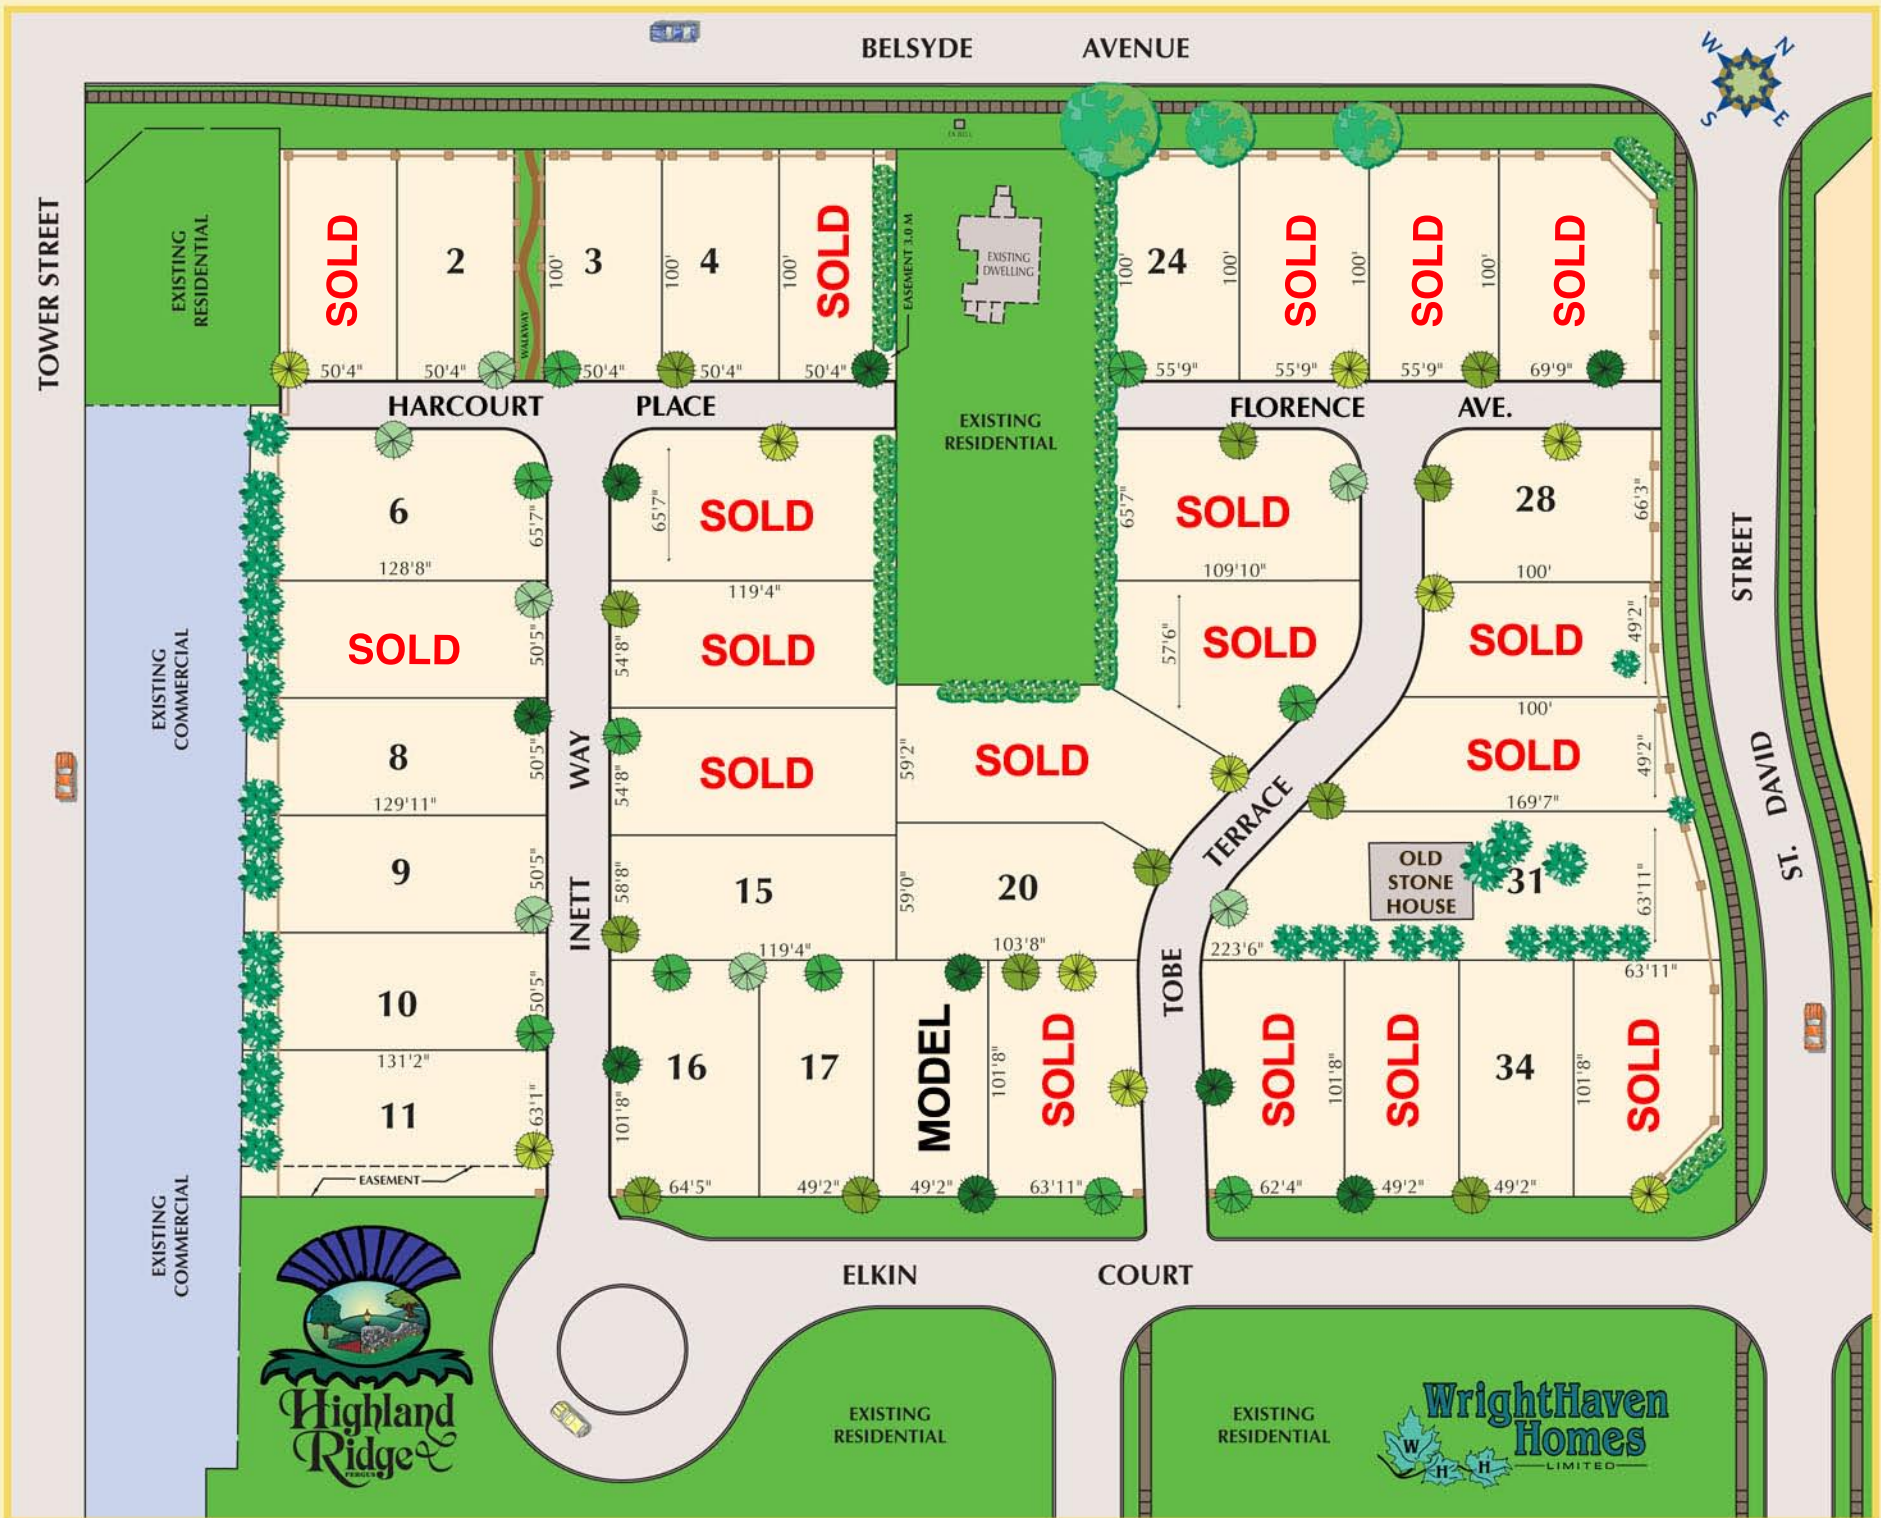 BELSYDE AVENUE
W N
S E
TOWER STREET
EXISTING
RESIDENTIAL
SOLD
2
WALKWAY
3
4
SOLD
EASEMENT 3.0 M
EXISTING
DWELLING
24
SOLD
SOLD
SOLD
100'
100'
100'
100'
100'
100'
100'
50'4"
50'4"
50'4"
50'4"
50'4"
55'9"
55'9"
55'9"
69'9"
HARCOURT PLACE
FLORENCE AVE.
EXISTING
RESIDENTIAL
6
65'7"
128'8"
65'7"
SOLD
119'4"
65'7"
SOLD
109'10"
28
66'3"
100'
SOLD
50'5"
54'8"
SOLD
57'6"
SOLD
SOLD
49'2"
100'
EXISTING
COMMERCIAL
8
50'5"
129'11"
INETT WAY
54'8"
SOLD
59'2"
SOLD
SOLD
49'2"
169'7"
STREET
ST. DAVID
TOBE TERRACE
9
50'5"
58'8"
15
119'4"
59'0"
20
103'8"
OLD
STONE
HOUSE
31
63'11"
223'6"
63'11"
10
50'5"
131'2"
11
63'1"
EASEMENT
101'8"
16
17
MODEL
101'8"
SOLD
SOLD
101'8"
SOLD
34
101'8"
SOLD
64'5"
49'2"
49'2"
63'11"
62'4"
49'2"
49'2"
EXISTING
COMMERCIAL
ELKIN COURT
Highland
Ridge
FERGUS
EXISTING
RESIDENTIAL
EXISTING
RESIDENTIAL
WrightHaven
Homes
LIMITED
W H H